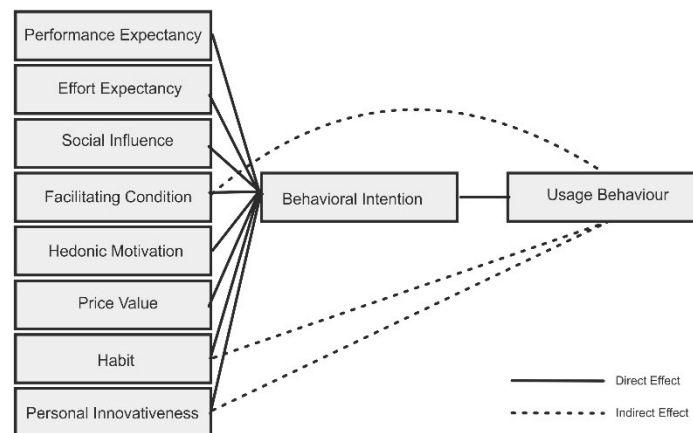 Performance Expectancy
Effort Expectancy
Social Influence
Facilitating Condition
Hedonic Motivation
Price Value
Habit
Personal Innovativeness
Behavioral Intention
Usage Behaviour
Direct Effect
Indirect Effect